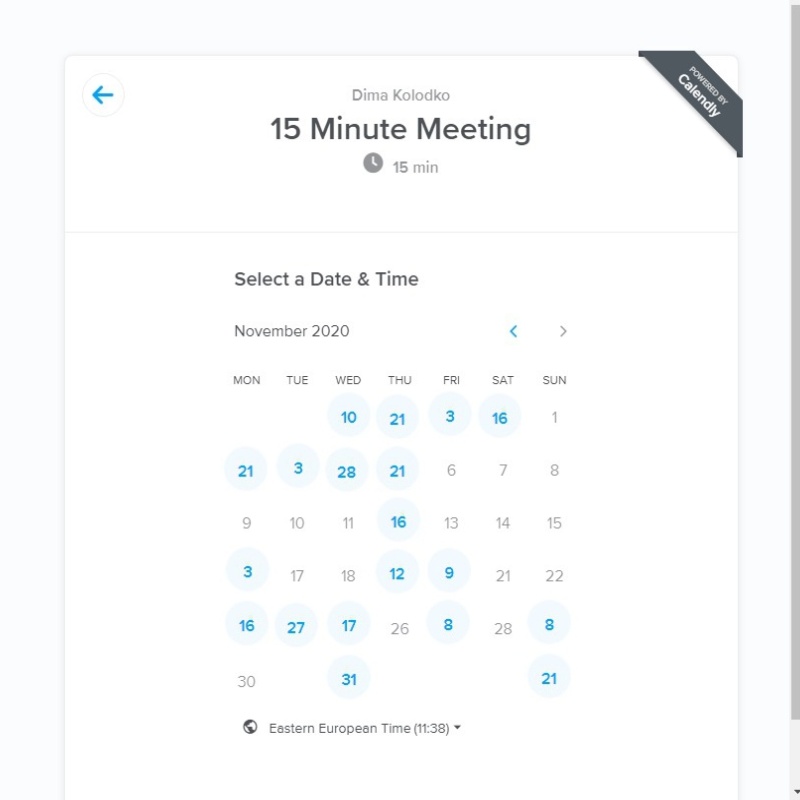 Dima Kolodko
POWERED BY
Calendly
15 Minute Meeting
15 min
Select a Date & Time
November 2020
MON TUE WED THU FRI SAT SUN
10 21 3 16 1
21 3 28 21 6 7 8
9 10 11 16 13 14 15
3 17 18 12 9 21 22
16 27 17 26 8 28 8
30 31 21
Eastern European Time (11:38)